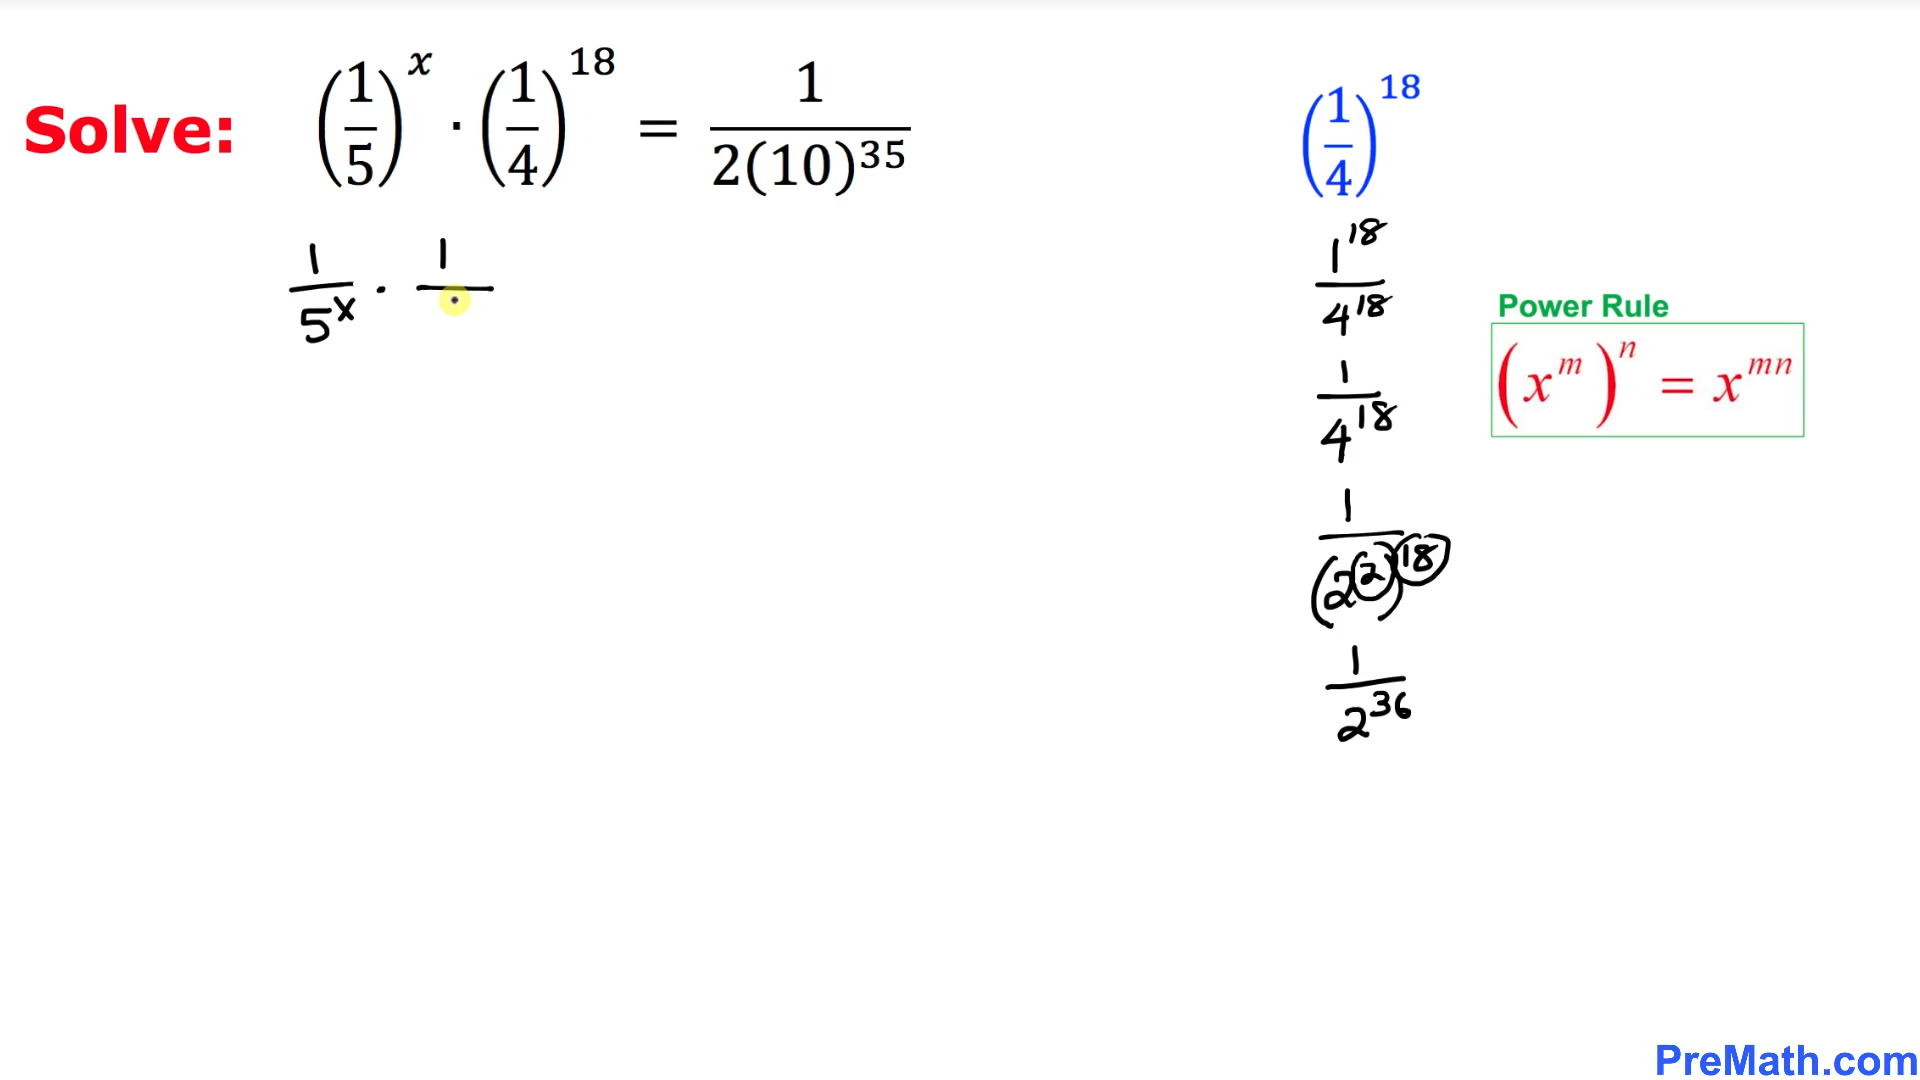 Solve: (1/5)^x · (1/4)^18 = 1/(2(10)^35)
1/5^x · 1/
(1/4)^18
1^18/4^18
1/4^18
1/(2^2)^18
1/2^36
Power Rule
(x^m)^n = x^mn
PreMath.com